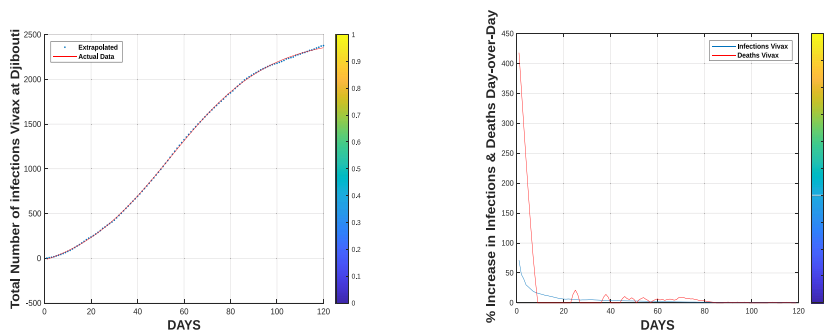 Total Number of infections Vivax at Djibouti
2500
2000
1500
1000
500
0
-500
0 20 40 60 80 100 120
DAYS
Extrapolated
Actual Data
1
0.9
0.8
0.7
0.6
0.5
0.4
0.3
0.2
0.1
0
% Increase in Infections & Deaths Day-over-Day
450
400
350
300
250
200
150
100
50
0
0 20 40 60 80 100 120
DAYS
Infections Vivax
Deaths Vivax